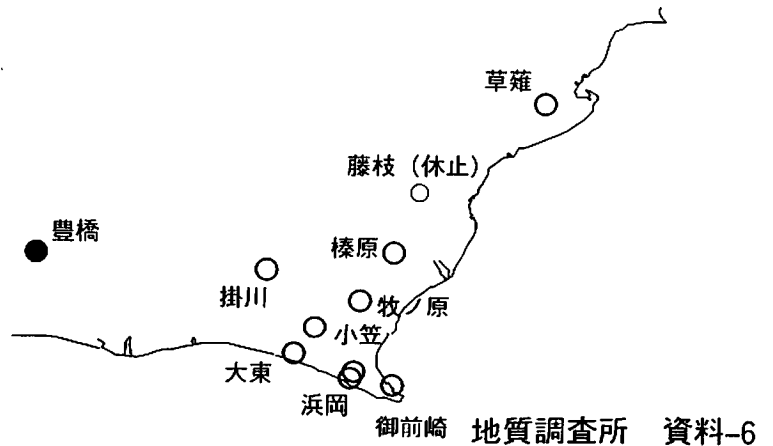 草薙
藤枝（休止）
豊橋
榛原
掛川
牧ノ原
小笠
大東
浜岡
御前崎
地質調査所　資料-6